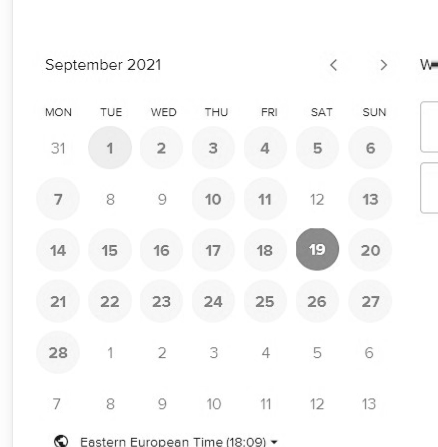 September 2021
MON TUE WED THU FRI SAT SUN
31 1 2 3 4 5 6
7 8 9 10 11 12 13
14 15 16 17 18 19 20
21 22 23 24 25 26 27
28 1 2 3 4 5 6
7 8 9 10 11 12 13
Eastern European Time (18:09)